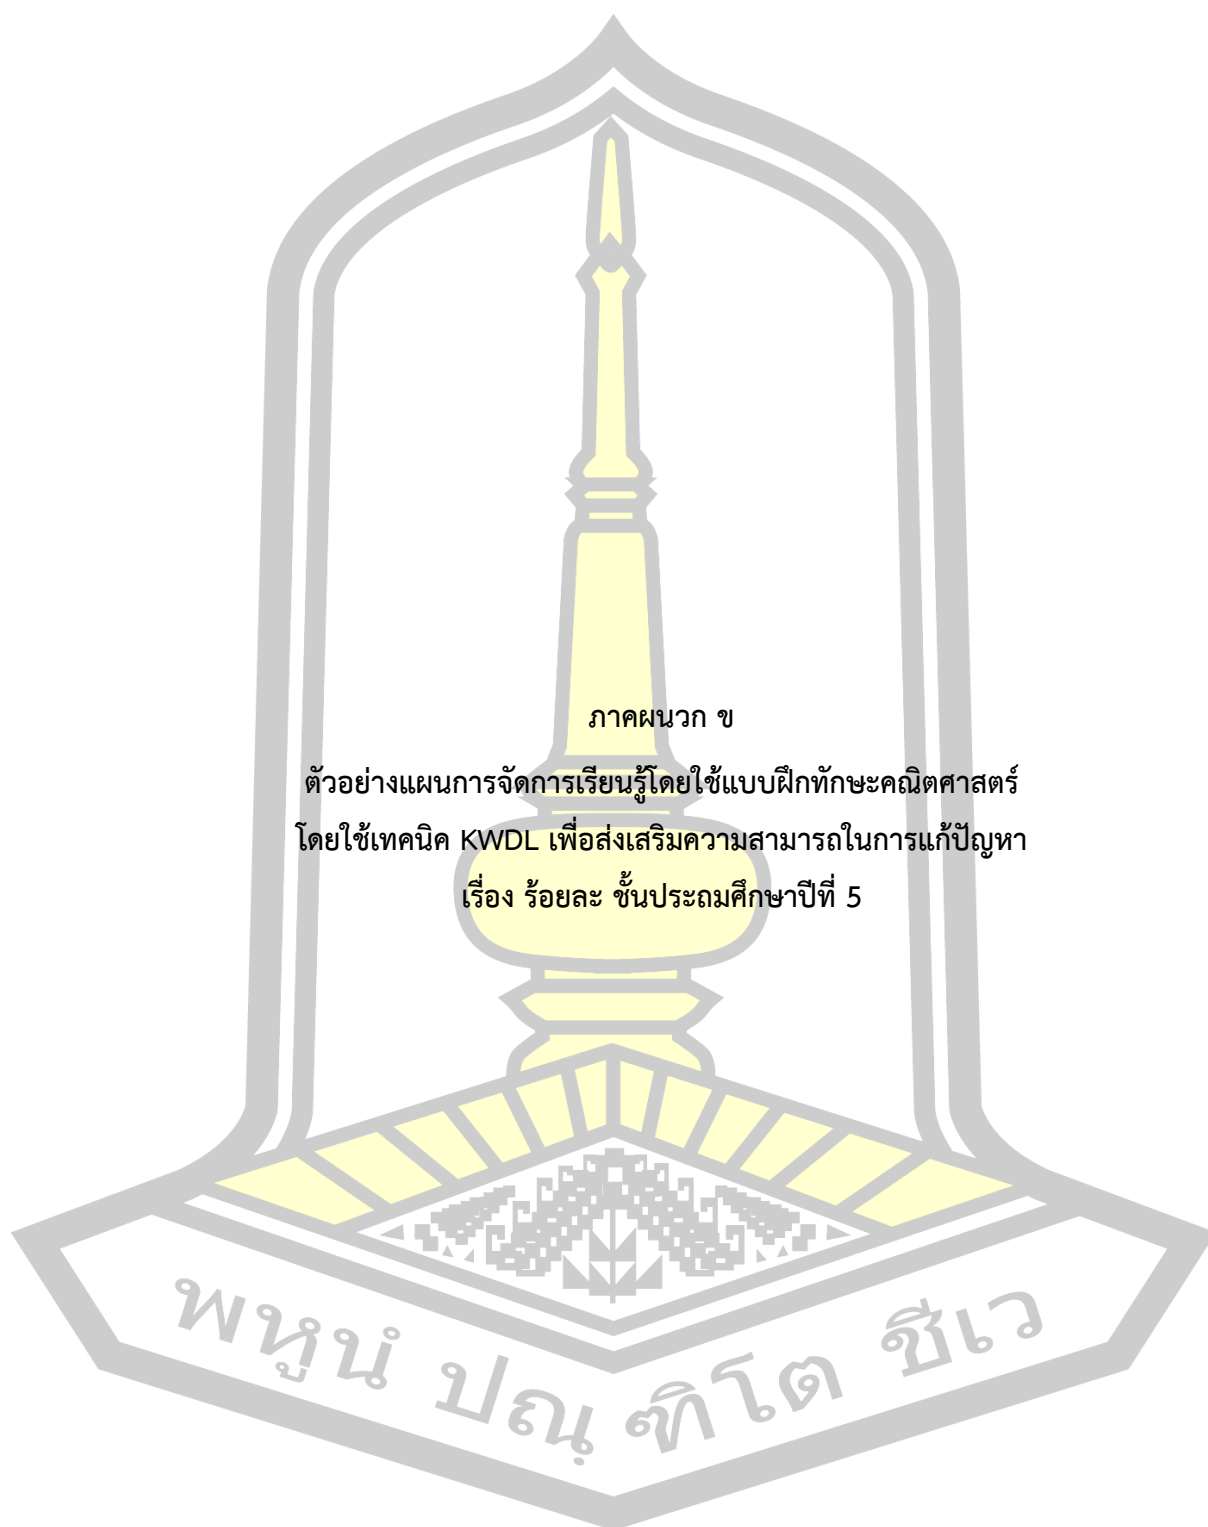 ภาคผนวก ข
ตัวอย่างแผนการจัดการเรียนรู้โดยใช้แบบฝึกทักษะคณิตศาสตร์
โดยใช้เทคนิค KWDL เพื่อส่งเสริมความสามารถในการแก้ปัญหา
เรื่อง ร้อยละ ชั้นประถมศึกษาปีที่ 5
พหูนํ ปณฺฑิโต ชีเว